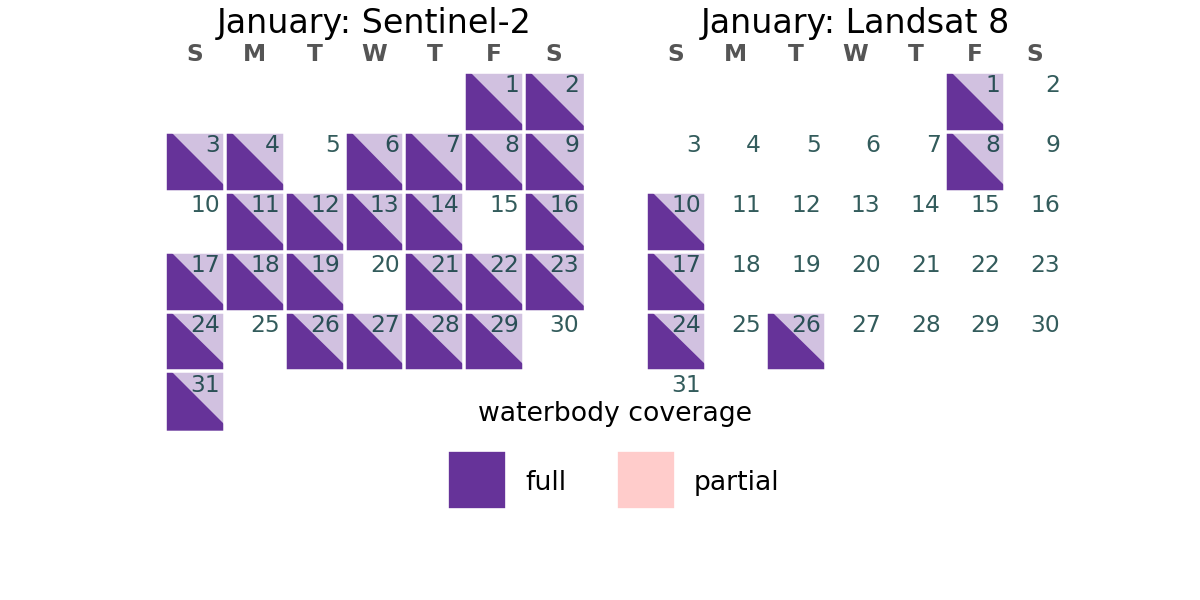 January: Sentinel-2
S M T W T F S
1 2
3 4 5 6 7 8 9
10 11 12 13 14 15 16
17 18 19 20 21 22 23
24 25 26 27 28 29 30
31
January: Landsat 8
S M T W T F S
1 2
3 4 5 6 7 8 9
10 11 12 13 14 15 16
17 18 19 20 21 22 23
24 25 26 27 28 29 30
31
waterbody coverage
full partial